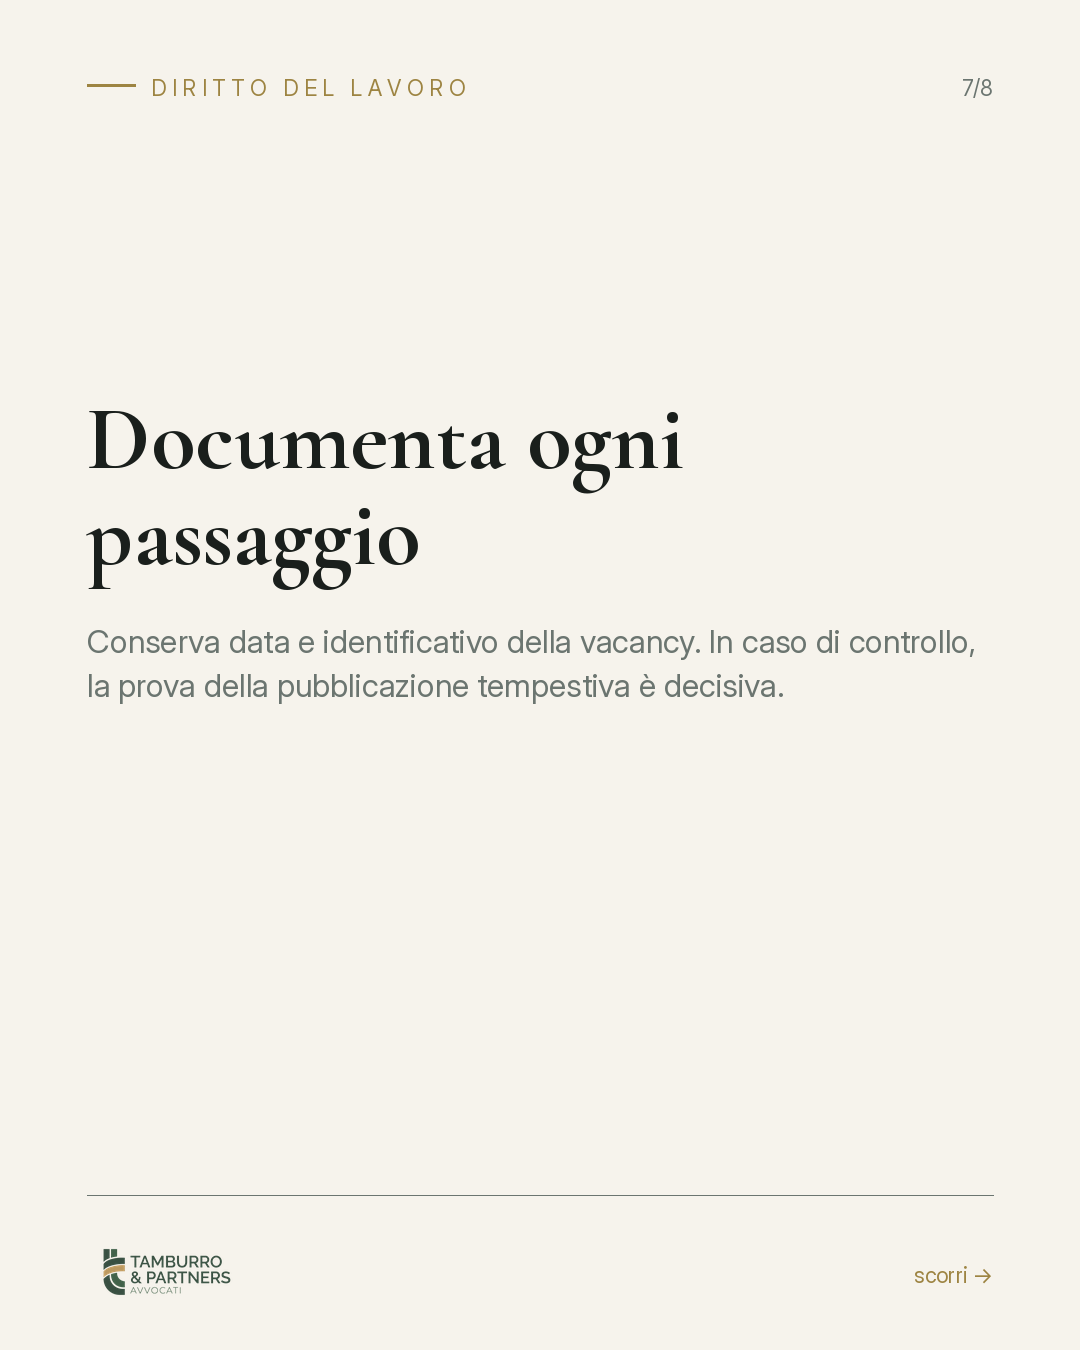 DIRITTO DEL LAVORO
7/8
Documenta ogni
passaggio
Conserva data e identificativo della vacancy. In caso di controllo,
la prova della pubblicazione tempestiva è decisiva.
TAMBURRO
& PARTNERS
AVVOCATI
scorri →